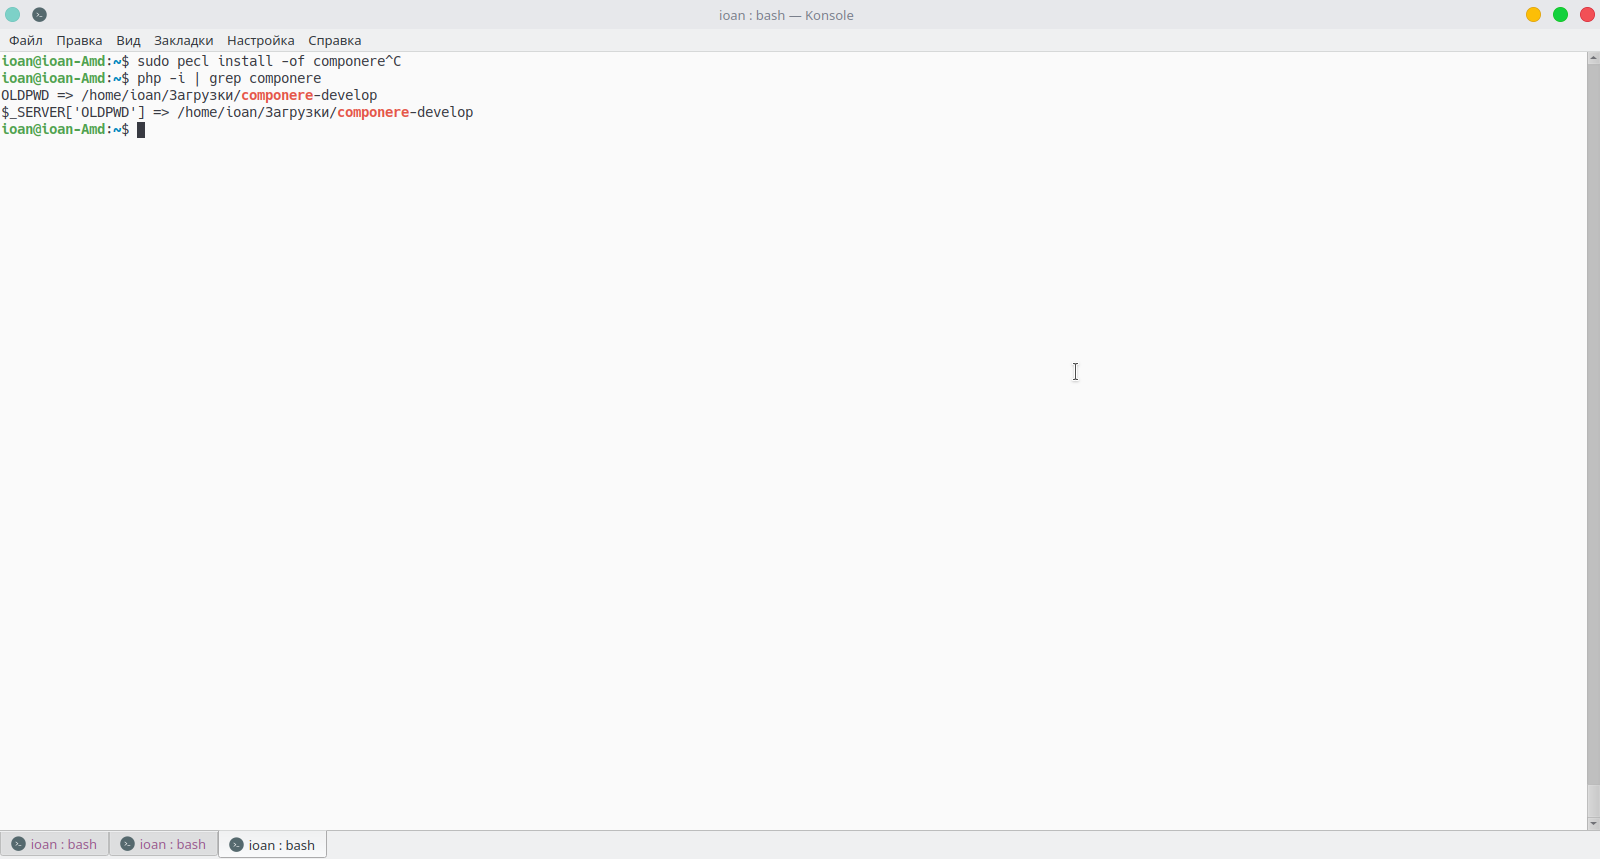 ioan : bash — Konsole
Файл Правка Вид Закладки Настройка Справка
ioan@ioan-Amd:~$ sudo pecl install -of componere^C
ioan@ioan-Amd:~$ php -i | grep componere
OLDPWD => /home/ioan/Загрузки/componere-develop
$_SERVER['OLDPWD'] => /home/ioan/Загрузки/componere-develop
ioan@ioan-Amd:~$
ioan : bash ioan : bash ioan : bash